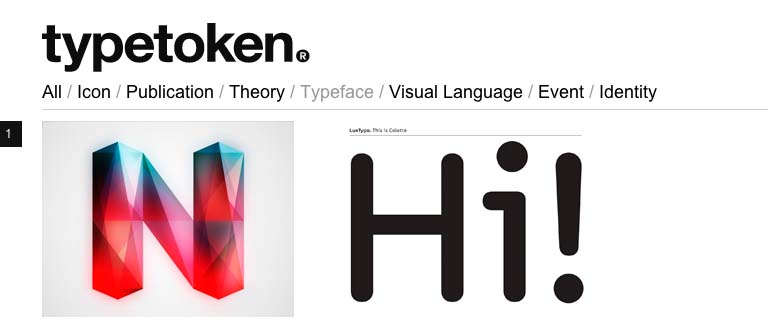 typetoken®
All / Icon / Publication / Theory / Typeface / Visual Language / Event / Identity
1
N
LuxTypo. This is Colette
Hi!